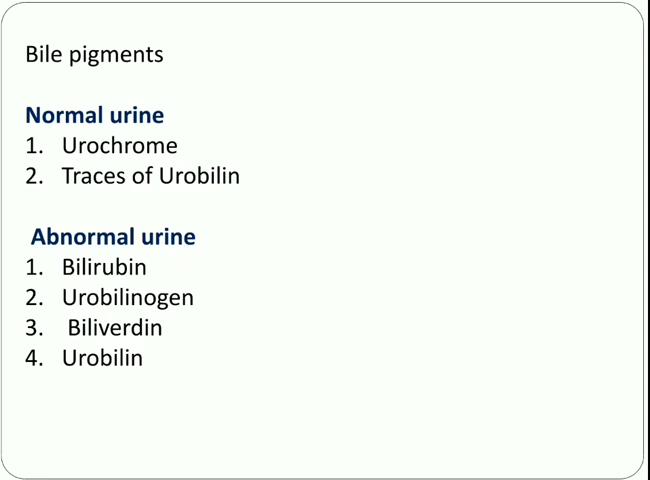 Bile pigments
Normal urine
1. Urochrome
2. Traces of Urobilin
Abnormal urine
1. Bilirubin
2. Urobilinogen
3. Biliverdin
4. Urobilin